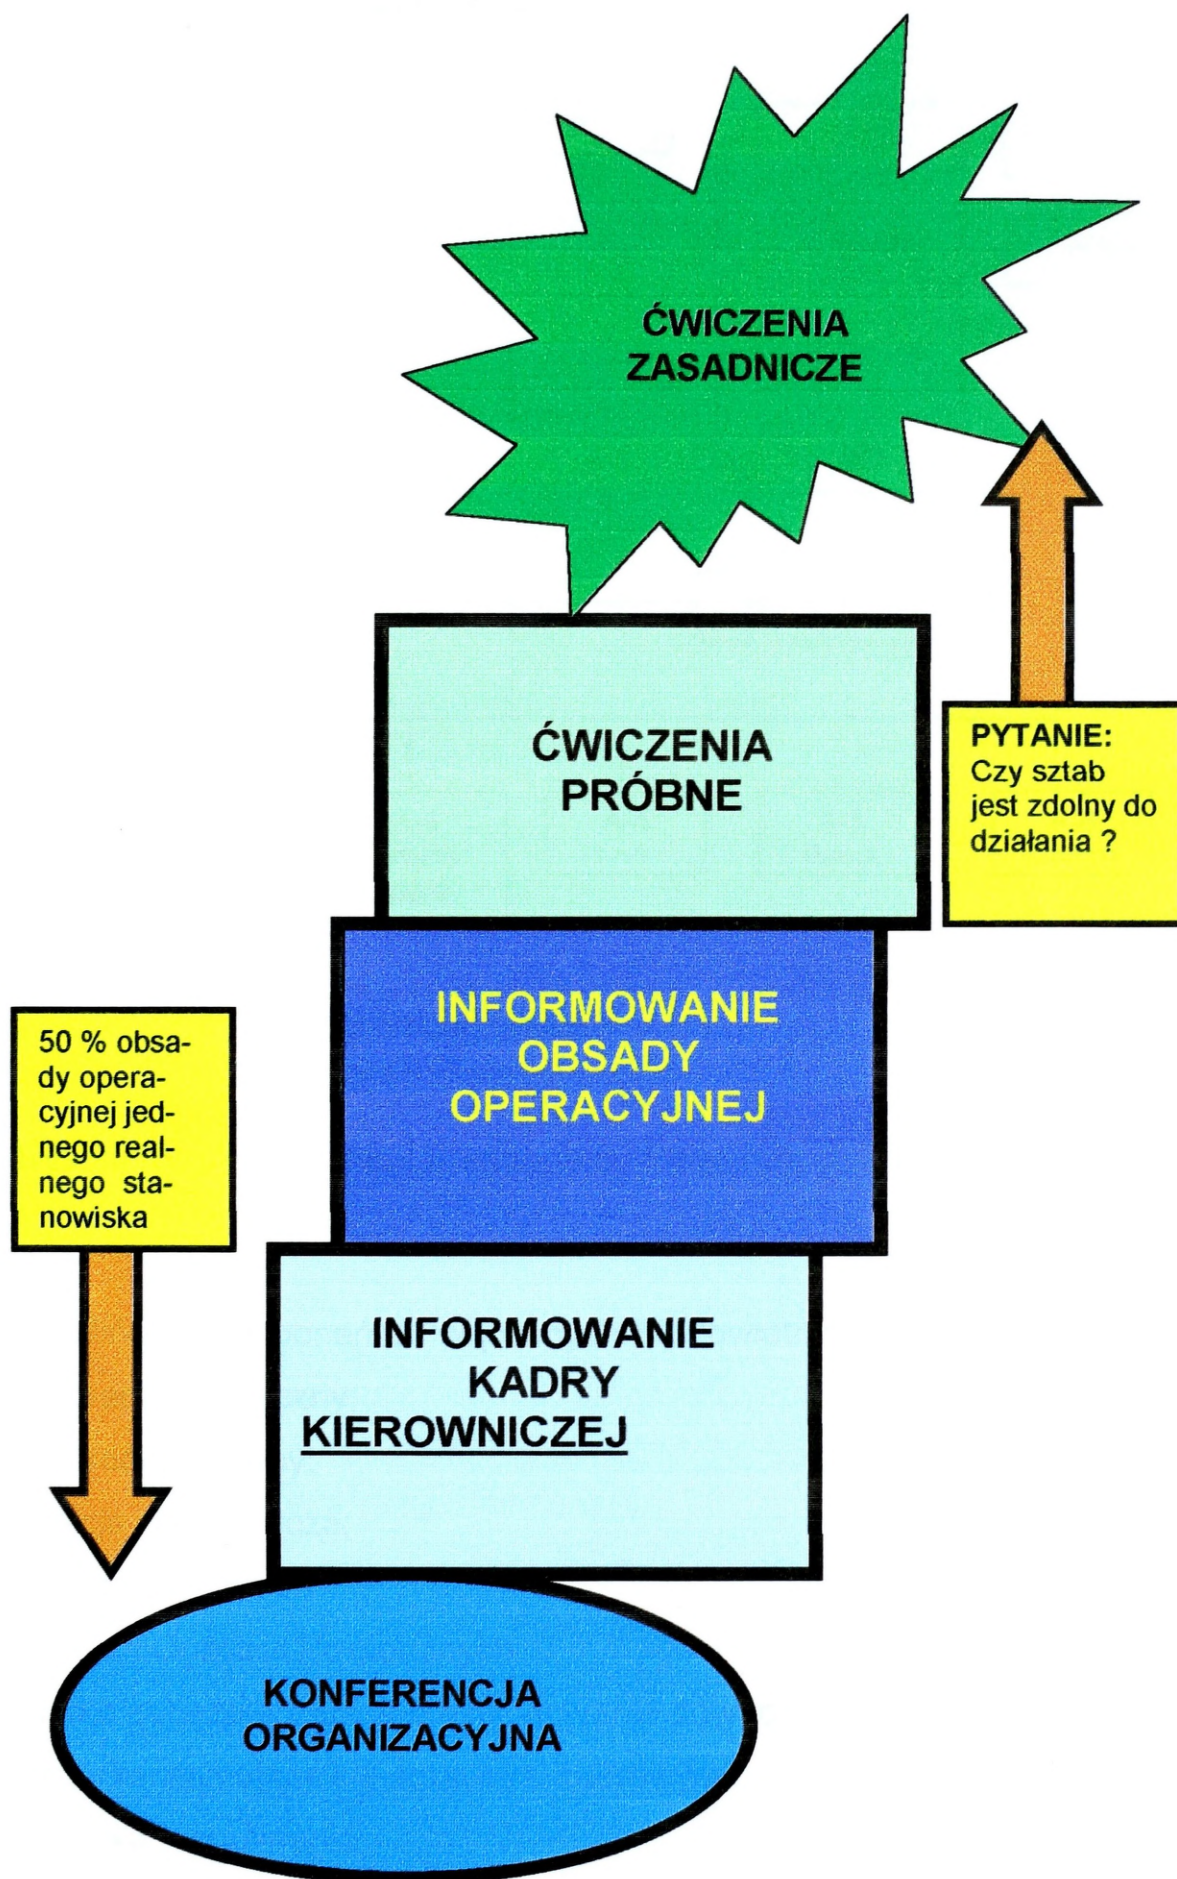 ĆWICZENIA
ZASADNICZE
ĆWICZENIA
PRÓBNE
PYTANIE:
Czy sztab
jest zdolny do
działania ?
INFORMOWANIE
OBSADY
OPERACYJNEJ
50 % obsa-
dy opera-
cyjnej jed-
nego real-
nego sta-
nowiska
INFORMOWANIE
KADRY
KIEROWNICZEJ
KONFERENCJA
ORGANIZACYJNA